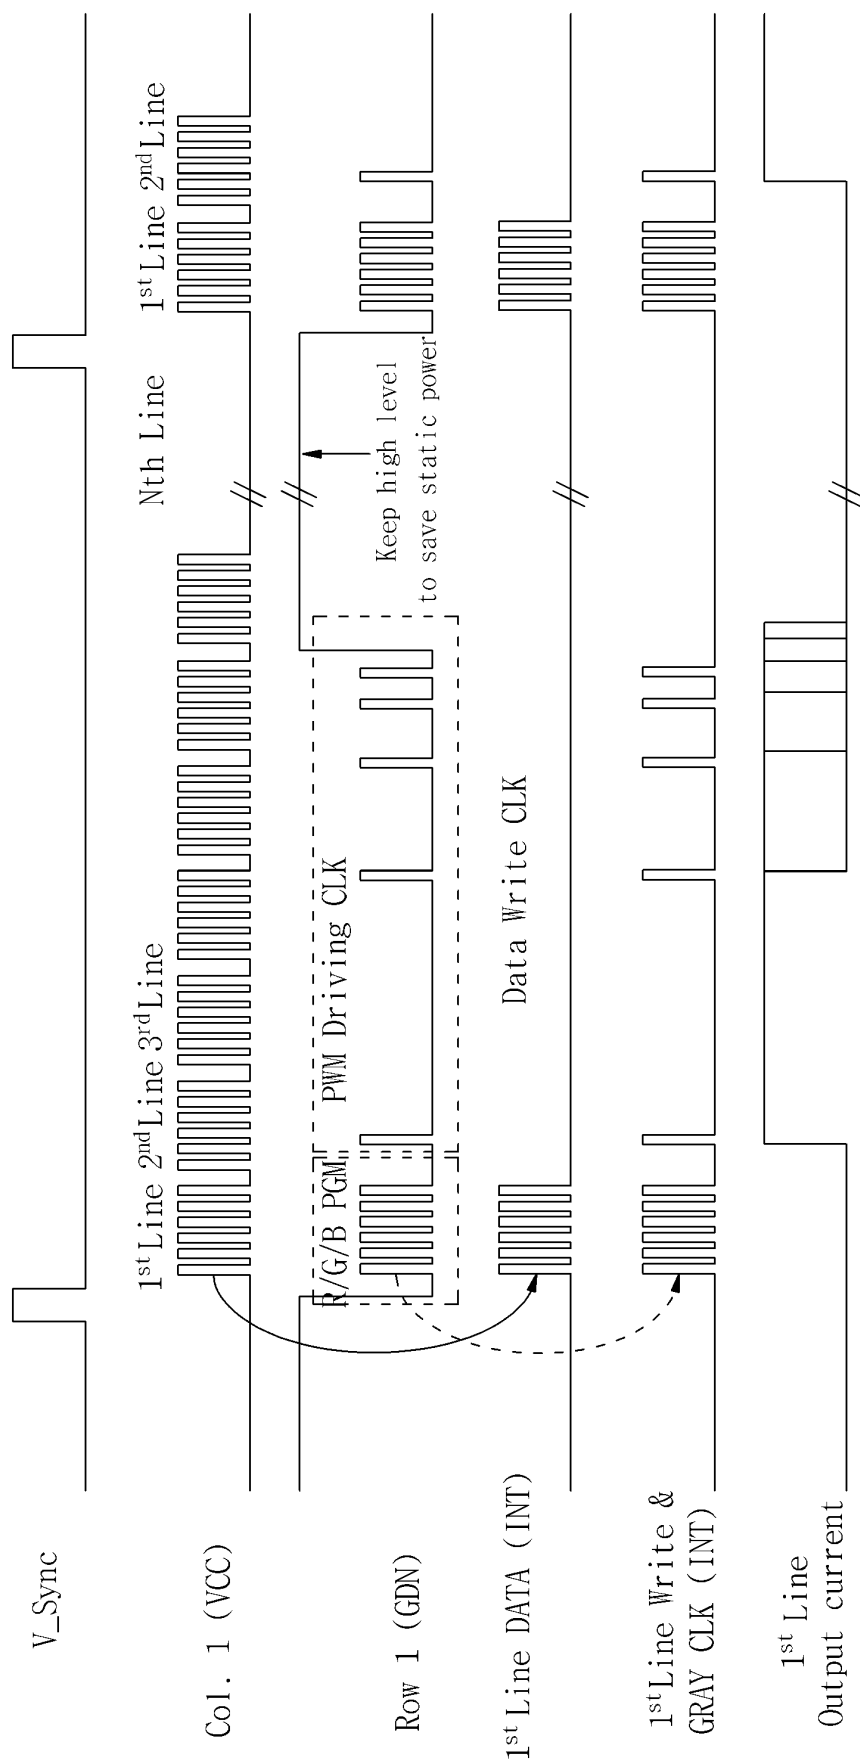 V_Sync
Col. 1 (VCC)
1st Line 2nd Line 3rd Line
Nth Line
1st Line 2nd Line
Row 1 (GDN)
R/G/B PGM
PWM Driving CLK
Keep high level
to save static power
1st Line DATA (INT)
Data Write CLK
1st Line Write &
GRAY CLK (INT)
1st Line
Output current